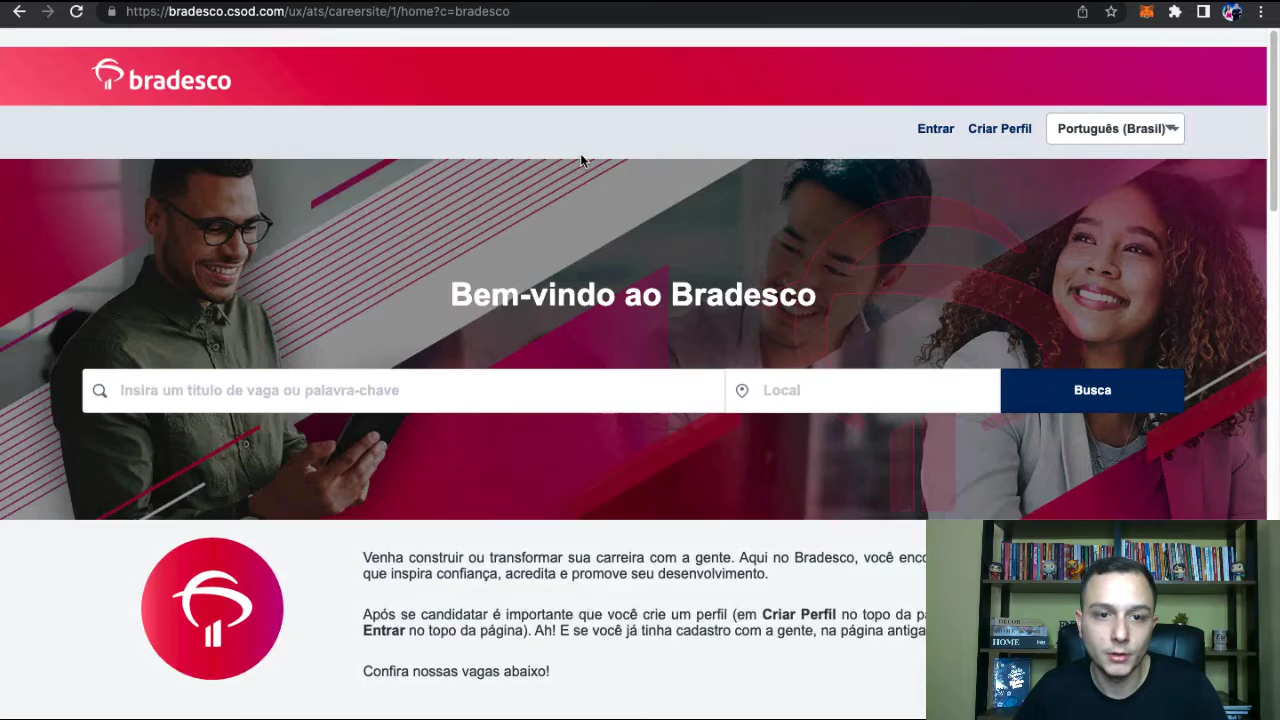 https://bradesco.csod.com/ux/ats/careersite/1/home?c=bradesco
bradesco
Entrar
Criar Perfil
Português (Brasil)
Bem-vindo ao Bradesco
Insira um título de vaga ou palavra-chave
Local
Busca
Venha construir ou transformar sua carreira com a gente. Aqui no Bradesco, você
que inspira confiança, acredita e promove seu desenvolvimento.
Após se candidatar é importante que você crie um perfil (em Criar Perfil no topo da
Entrar no topo da página). Ah! E se você já tinha cadastro com a gente, na página
Confira nossas vagas abaixo!
DECOR
HOME